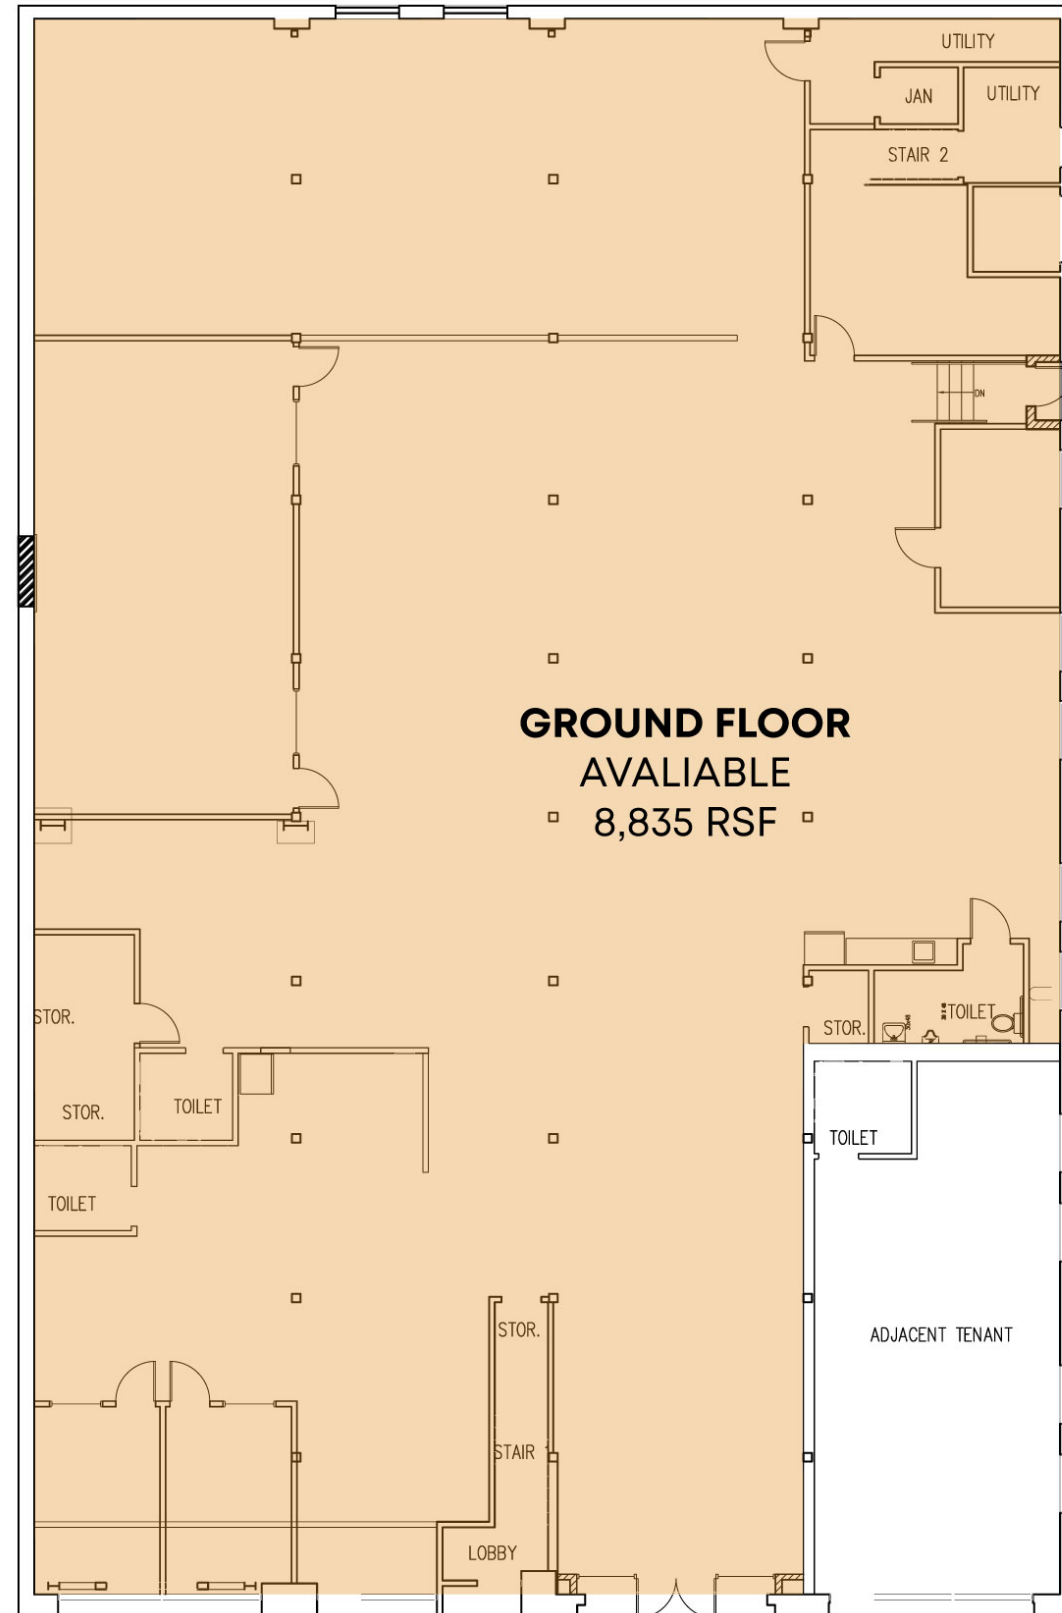 UTILITY
JAN
UTILITY
STAIR 2
DN
GROUND FLOOR
AVALIABLE
8,835 RSF
STOR.
STOR.
TOILET
STOR.
TOILET
TOILET
TOILET
STOR.
ADJACENT TENANT
STAIR
LOBBY